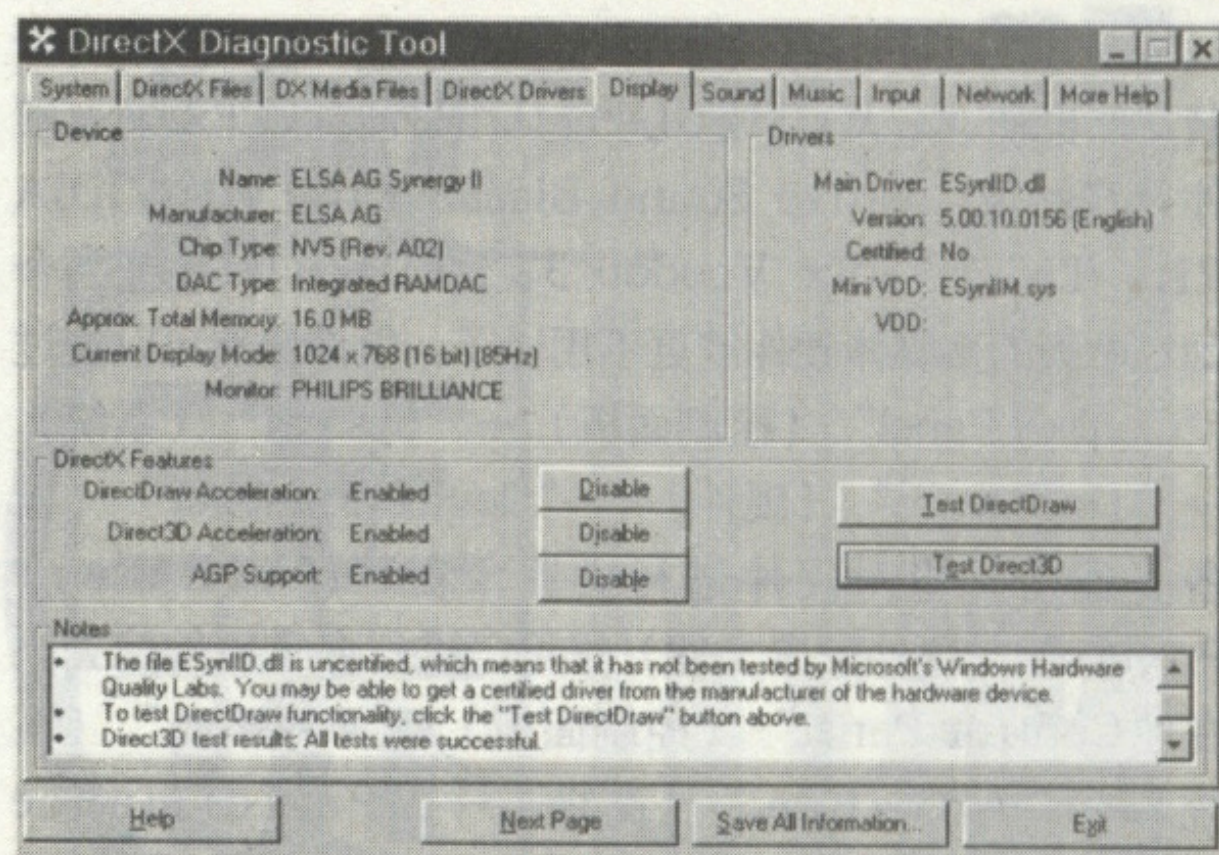 DirectX Diagnostic Tool
System DirectX Files DX Media Files DirectX Drivers Display Sound Music Input Network More Help
Device
Name: ELSA AG Synergy II
Manufacturer: ELSA AG
Chip Type: NV5 (Rev. A02)
DAC Type: Integrated RAMDAC
Approx. Total Memory: 16.0 MB
Current Display Mode: 1024 x 768 (16 bit) (85Hz)
Monitor: PHILIPS BRILLIANCE
Drivers
Main Driver: ESynIID.dll
Version: 5.00.10.0156 (English)
Certified: No
Mini VDD: ESynIIM.sys
VDD:
DirectX Features
DirectDraw Acceleration: Enabled Disable
Direct3D Acceleration: Enabled Disable
AGP Support: Enabled Disable
Test DirectDraw
Test Direct3D
Notes
• The file ESynIID.dll is uncertified, which means that it has not been tested by Microsoft's Windows Hardware
Quality Labs. You may be able to get a certified driver from the manufacturer of the hardware device.
• To test DirectDraw functionality, click the "Test DirectDraw" button above.
• Direct3D test results: All tests were successful.
Help Next Page Save All Information... Exit